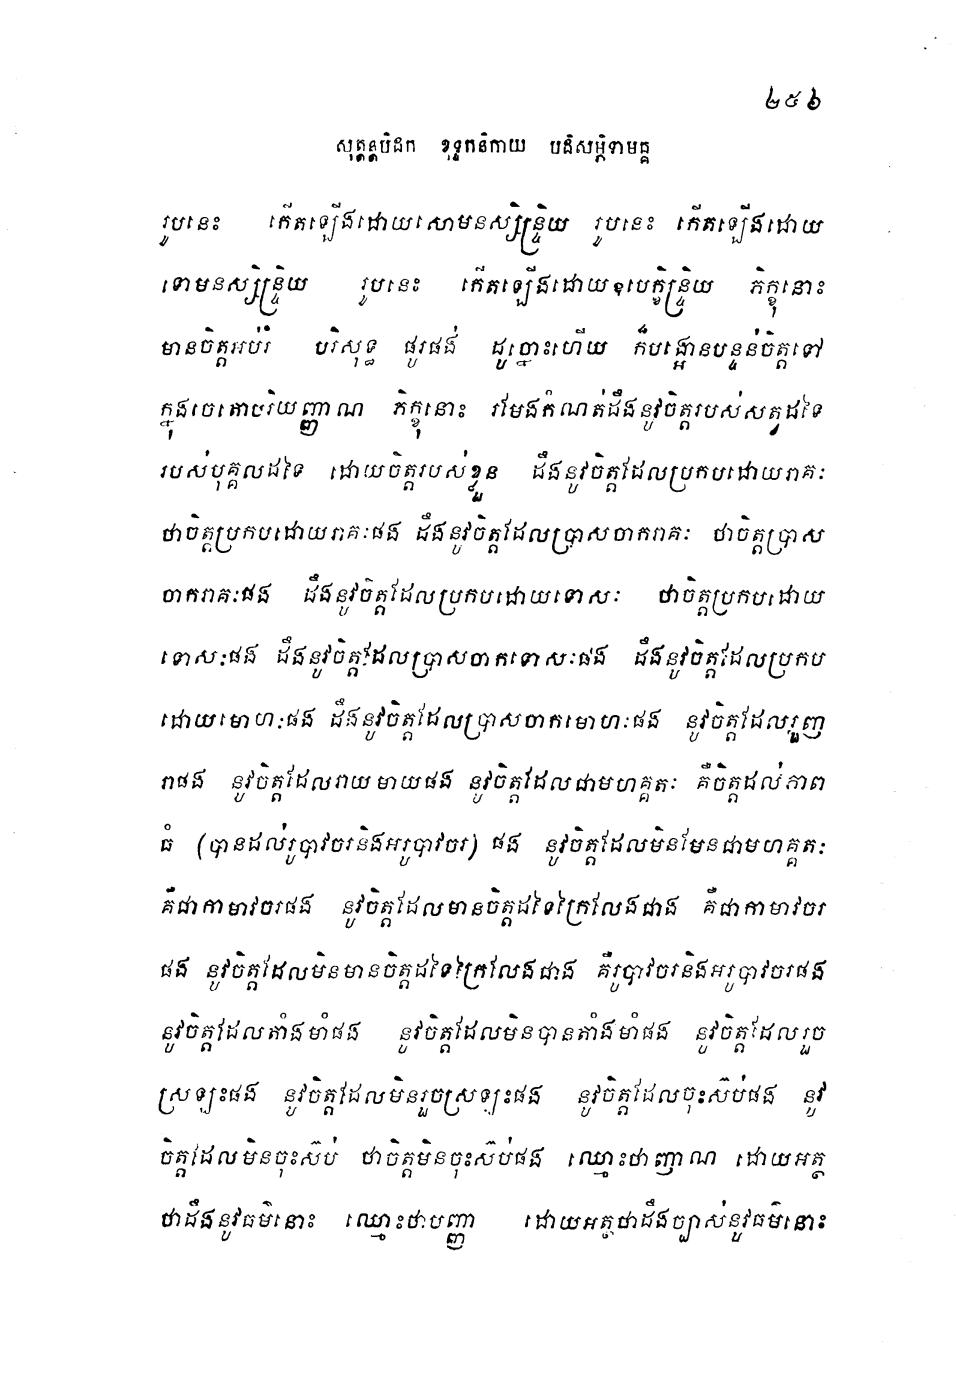 ២៥៦
សុត្តន្តបិដក ខុទ្ទកនិកាយ បដិសម្ភិទាមគ្គ
រូបនេះ កើតឡើងដោយសោមនស្សិន្ទ្រិយ រូបនេះ កើតឡើងដោយ
ទោមនស្សិន្ទ្រិយ រូបនេះ កើតឡើងដោយឧបេក្ខិន្ទ្រិយ ភិក្ខុនោះ
មានចិត្តអប់រំ បរិសុទ្ធ ផូរផង់ ដូច្នោះហើយ ក៏បង្អោនបន្ទន់ចិត្តទៅ
ក្នុងចេតោបរិយញ្ញាណ ភិក្ខុនោះ រមែងកំណត់ដឹងនូវចិត្តរបស់សត្វដទៃ
របស់បុគ្គលដទៃ ដោយចិត្តរបស់ខ្លួន ដឹងនូវចិត្តដែលប្រកបដោយរាគៈ
ថាចិត្តប្រកបដោយរាគៈផង ដឹងនូវចិត្តដែលប្រាសចាករាគៈ ថាចិត្តប្រាស
ចាករាគៈផង ដឹងនូវចិត្តដែលប្រកបដោយទោសៈ ថាចិត្តប្រកបដោយ
ទោសៈផង ដឹងនូវចិត្តដែលប្រាសចាកទោសៈផង ដឹងនូវចិត្តដែលប្រកប
ដោយមោហៈផង ដឹងនូវចិត្តដែលប្រាសចាកមោហៈផង នូវចិត្តដែលរួញ
រាផង នូវចិត្តដែលរាយមាយផង នូវចិត្តដែលជាមហគ្គតៈ គឺចិត្តដល់ភាព
ធំ (បានដល់រូបាវចរនិងអរូបាវចរ) ផង នូវចិត្តដែលមិនមែនជាមហគ្គតៈ
គឺជាកាមាវចរផង នូវចិត្តដែលមានចិត្តដទៃក្រៃលែងជាង គឺជាកាមាវចរ
ផង នូវចិត្តដែលមិនមានចិត្តដទៃក្រៃលែងជាង គឺរូបាវចរនិងអរូបាវចរផង
នូវចិត្តដែលតាំងមាំផង នូវចិត្តដែលមិនបានតាំងមាំផង នូវចិត្តដែលរួច
ស្រឡះផង នូវចិត្តដែលមិនរួចស្រឡះផង នូវចិត្តដែលចុះស៊ប់ផង នូវ
ចិត្តដែលមិនចុះស៊ប់ ថាចិត្តមិនចុះស៊ប់ផង ឈ្មោះថាញាណ ដោយអត្ថ
ថាដឹងនូវធម៌នោះ ឈ្មោះថាបញ្ញា ដោយអត្ថថាដឹងច្បាស់នូវធម៌នោះ